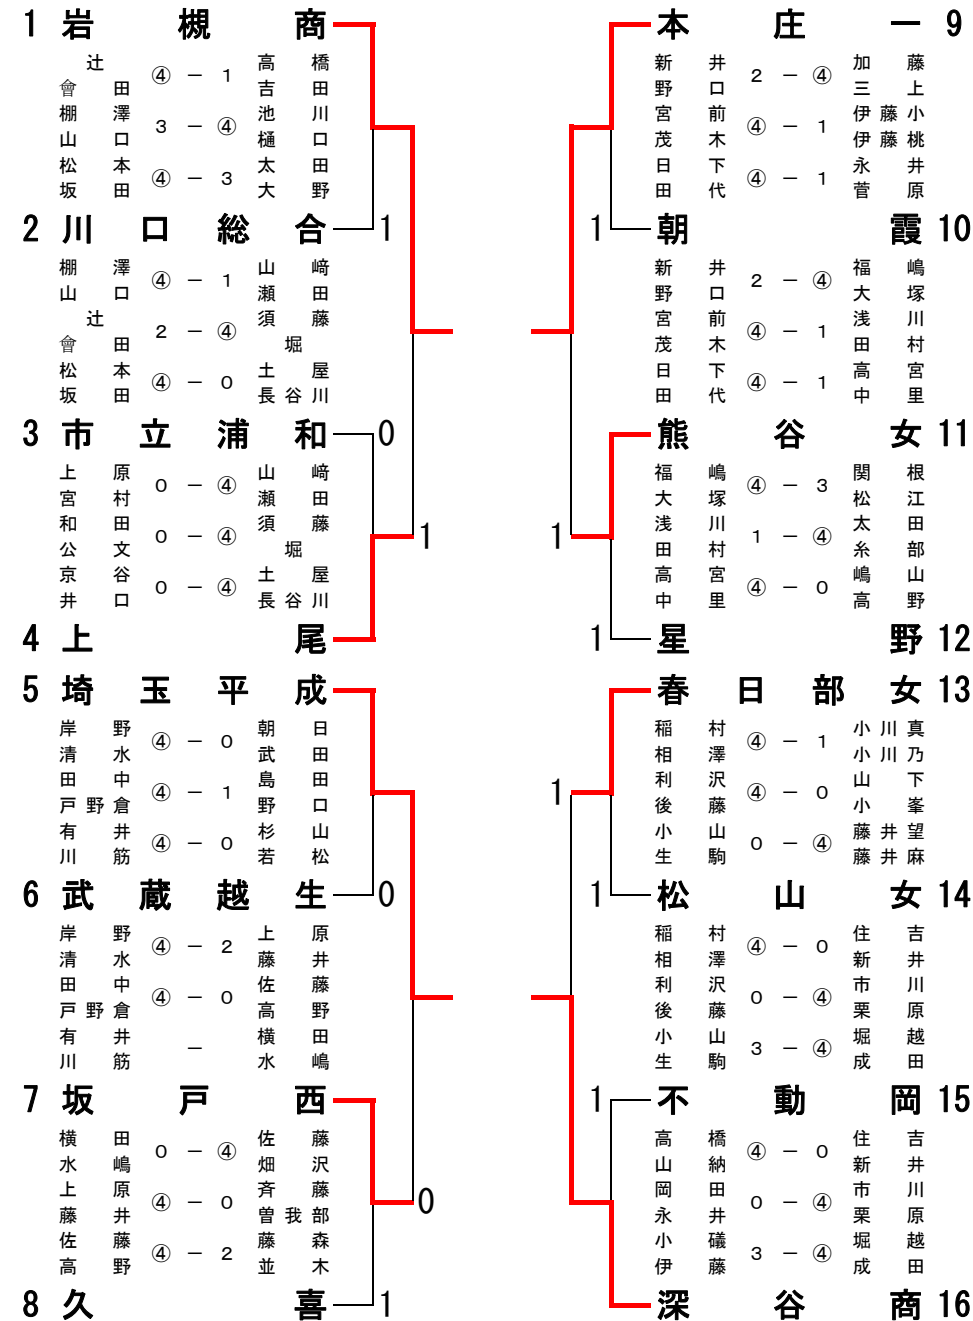 1 岩槻商
辻 ④ － 1 高橋
會田 吉田
棚澤 3 － ④ 池川
山口 樋口
松本 ④ － 3 太田
坂田 大野
2 川口総合 1
棚澤 ④ － 1 山﨑
山口 瀬田
辻 2 － ④ 須藤
會田 堀
松本 ④ － 0 土屋
坂田 長谷川
3 市立浦和 0
上原 0 － ④ 山﨑
宮村 瀬田
和田 0 － ④ 須藤
公文 堀
1
京谷 0 － ④ 土屋
井口 長谷川
4 上尾
5 埼玉平成
岸野 ④ － 0 朝日
清水 武田
田中 ④ － 1 島田
戸野倉 野口
有井 ④ － 0 杉山
川筋 若松
6 武蔵越生 0
岸野 ④ － 2 上原
清水 藤井
田中 ④ － 0 佐藤
戸野倉 高野
有井 － 横田
川筋 水嶋
7 坂戸西
横田 0 － ④ 佐藤
水嶋 畑沢
上原 ④ － 0 斉藤
藤井 曽我部
0
佐藤 ④ － 2 藤森
高野 並木
8 久喜 1
本庄一 9
新井 2 － ④ 加藤
野口 三上
宮前 ④ － 1 伊藤小
茂木 伊藤桃
日下 ④ － 1 永井
田代 菅原
1 朝霞 10
新井 2 － ④ 福嶋
野口 大塚
宮前 ④ － 1 浅川
茂木 田村
日下 ④ － 1 高宮
田代 中里
熊谷女 11
福嶋 ④ － 3 関根
大塚 松江
浅川 1 － ④ 太田
田村 糸部
1
高宮 ④ － 0 嶋山
中里 高野
1 星野 12
春日部女 13
稲村 ④ － 1 小川真
相澤 小川乃
利沢 ④ － 0 山下
後藤 小峯
1
小山 0 － ④ 藤井望
生駒 藤井麻
1 松山女 14
稲村 ④ － 0 住吉
相澤 新井
利沢 0 － ④ 市川
後藤 栗原
小山 3 － ④ 堀越
生駒 成田
1 不動岡 15
高橋 ④ － 0 住吉
山納 新井
岡田 0 － ④ 市川
永井 栗原
小礒 3 － ④ 堀越
伊藤 成田
深谷商 16